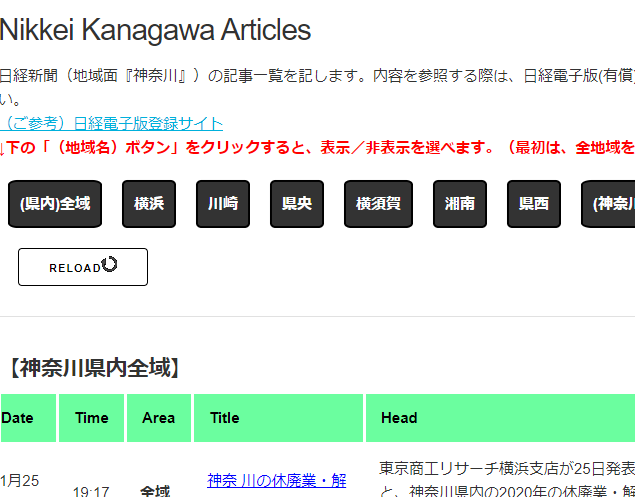 Nikkei Kanagawa Articles
日経新聞（地域面『神奈川』）の記事一覧を記します。内容を参照する際は、日経電子版(有償)
い。
（ご参考）日経電子版登録サイト
↓下の「（地域名）ボタン」をクリックすると、表示／非表示を選べます。（最初は、全地域を
(県内)全域 横浜 川崎 県央 横須賀 湘南 県西 (神奈川
RELOAD
【神奈川県内全域】
Date Time Area Title Head
1月25 19:17 全域 神奈 川の休廃業・解 東京商工リサーチ横浜支店が25日発表
と、神奈川県内の2020年の休廃業・解